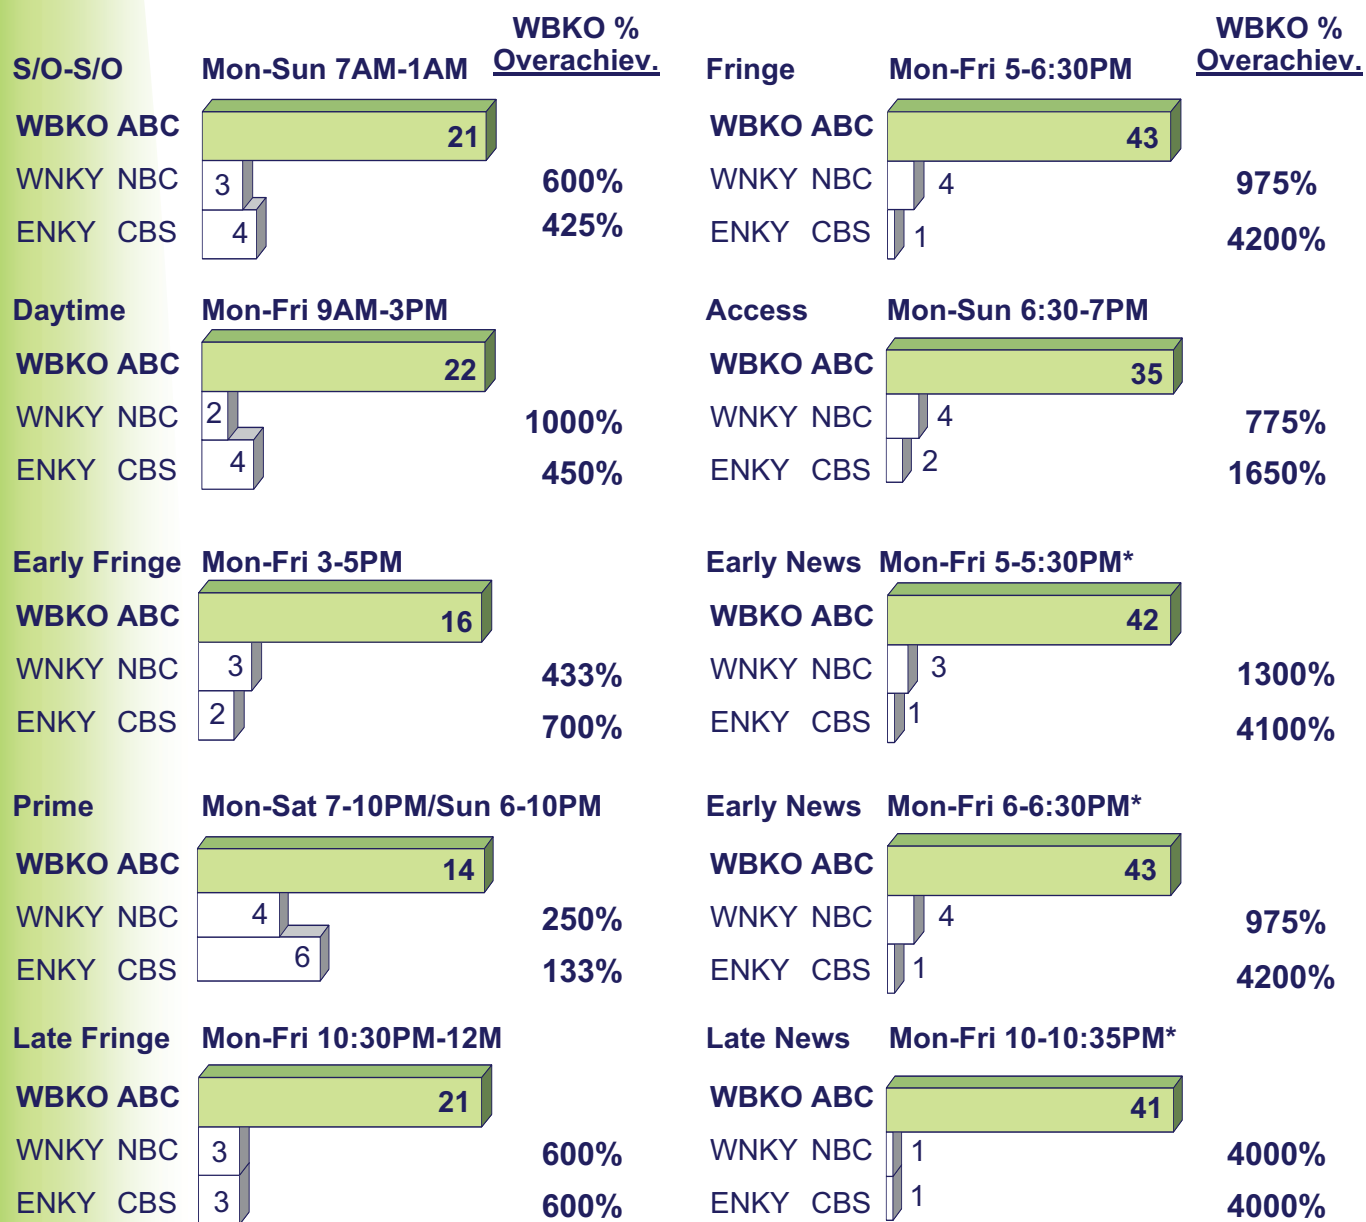 WBKO %
Overachiev.
S/O-S/O Mon-Sun 7AM-1AM
WBKO ABC 21
WNKY NBC 3 600%
ENKY CBS 4 425%
Daytime Mon-Fri 9AM-3PM
WBKO ABC 22
WNKY NBC 2 1000%
ENKY CBS 4 450%
Early Fringe Mon-Fri 3-5PM
WBKO ABC 16
WNKY NBC 3 433%
ENKY CBS 2 700%
Prime Mon-Sat 7-10PM/Sun 6-10PM
WBKO ABC 14
WNKY NBC 4 250%
ENKY CBS 6 133%
Late Fringe Mon-Fri 10:30PM-12M
WBKO ABC 21
WNKY NBC 3 600%
ENKY CBS 3 600%
WBKO %
Overachiev.
Fringe Mon-Fri 5-6:30PM
WBKO ABC 43
WNKY NBC 4 975%
ENKY CBS 1 4200%
Access Mon-Sun 6:30-7PM
WBKO ABC 35
WNKY NBC 4 775%
ENKY CBS 2 1650%
Early News Mon-Fri 5-5:30PM*
WBKO ABC 42
WNKY NBC 3 1300%
ENKY CBS 1 4100%
Early News Mon-Fri 6-6:30PM*
WBKO ABC 43
WNKY NBC 4 975%
ENKY CBS 1 4200%
Late News Mon-Fri 10-10:35PM*
WBKO ABC 41
WNKY NBC 1 4000%
ENKY CBS 1 4000%